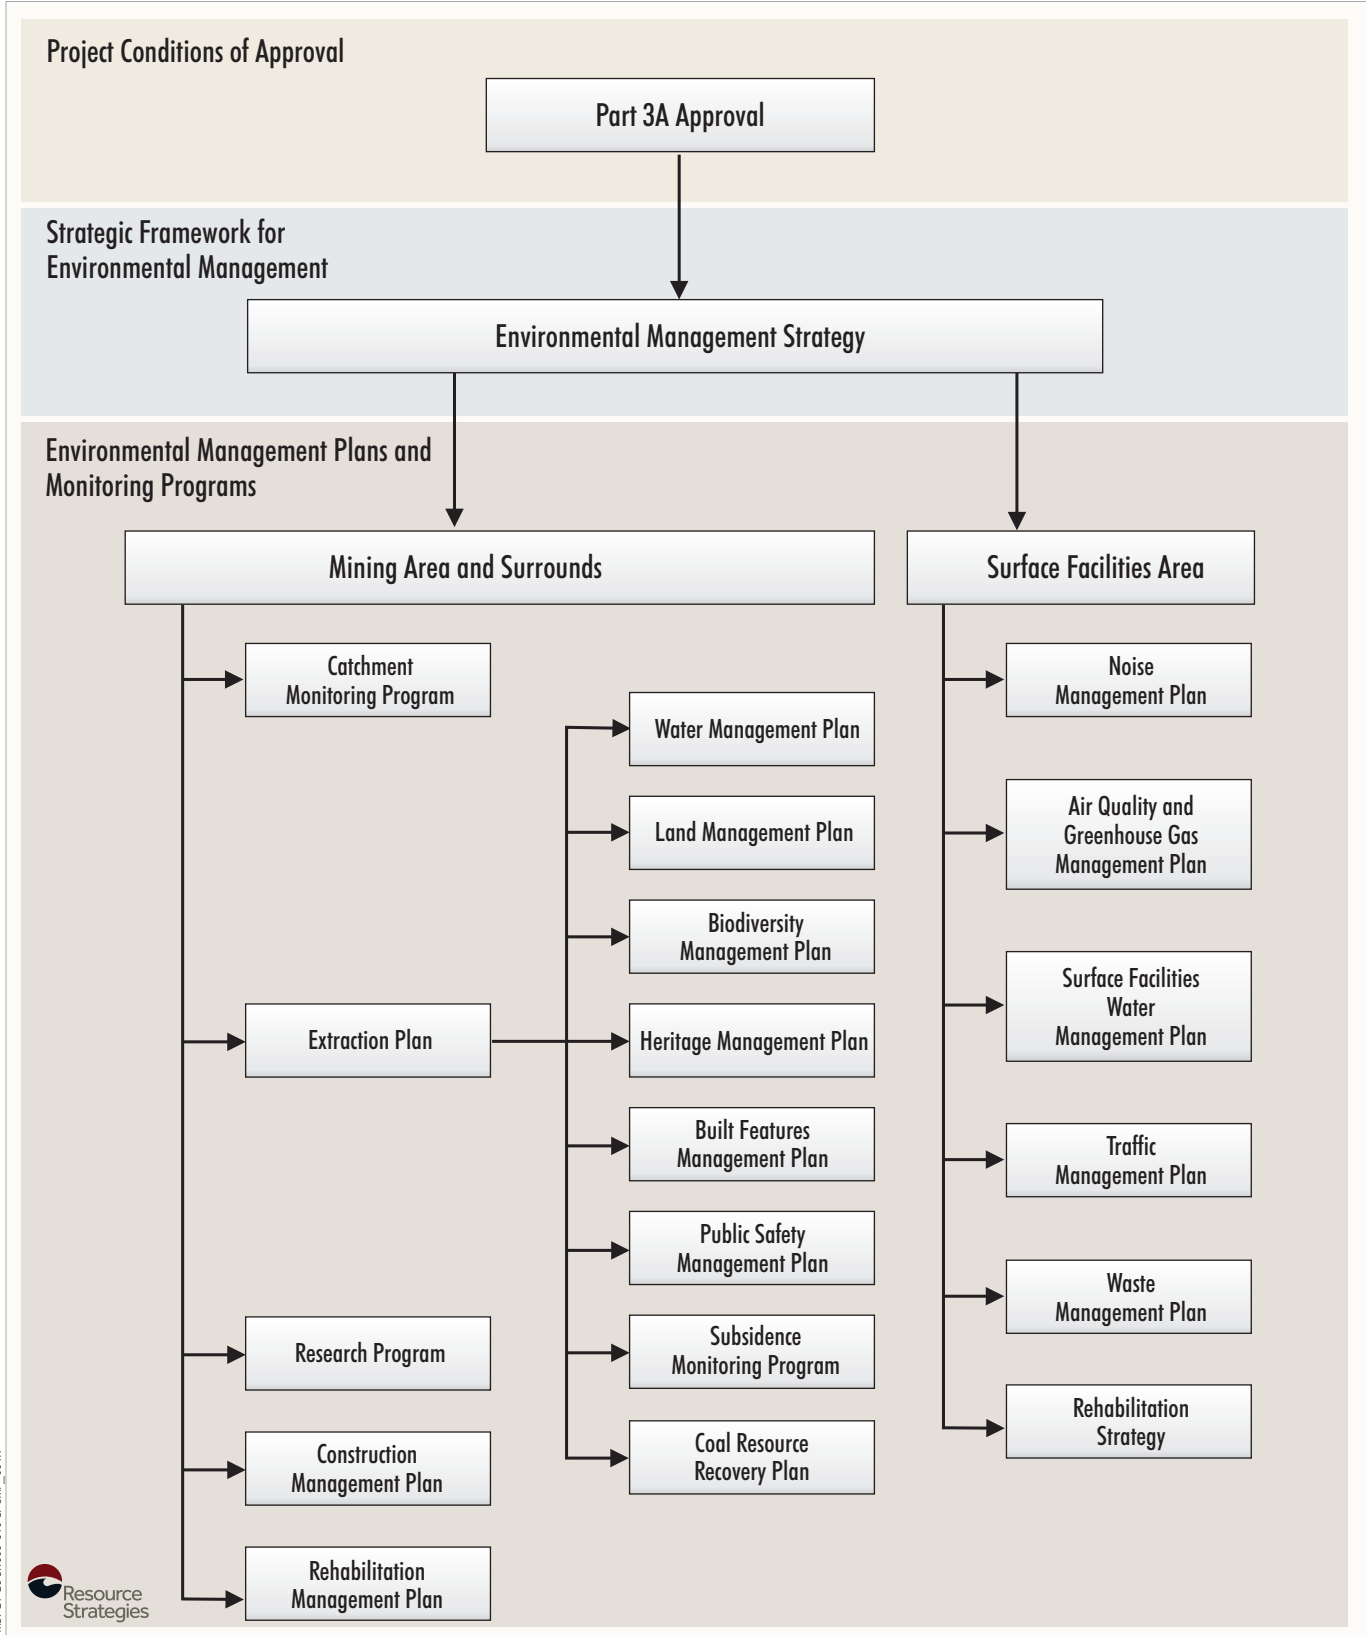 Project Conditions of Approval
Part 3A Approval
Strategic Framework for
Environmental Management
Environmental Management Strategy
Environmental Management Plans and
Monitoring Programs
Mining Area and Surrounds
Catchment
Monitoring Program
Extraction Plan
Water Management Plan
Land Management Plan
Biodiversity
Management Plan
Heritage Management Plan
Built Features
Management Plan
Public Safety
Management Plan
Subsidence
Monitoring Program
Coal Resource
Recovery Plan
Research Program
Construction
Management Plan
Rehabilitation
Management Plan
Surface Facilities Area
Noise
Management Plan
Air Quality and
Greenhouse Gas
Management Plan
Surface Facilities
Water
Management Plan
Traffic
Management Plan
Waste
Management Plan
Rehabilitation
Strategy
Resource
Strategies